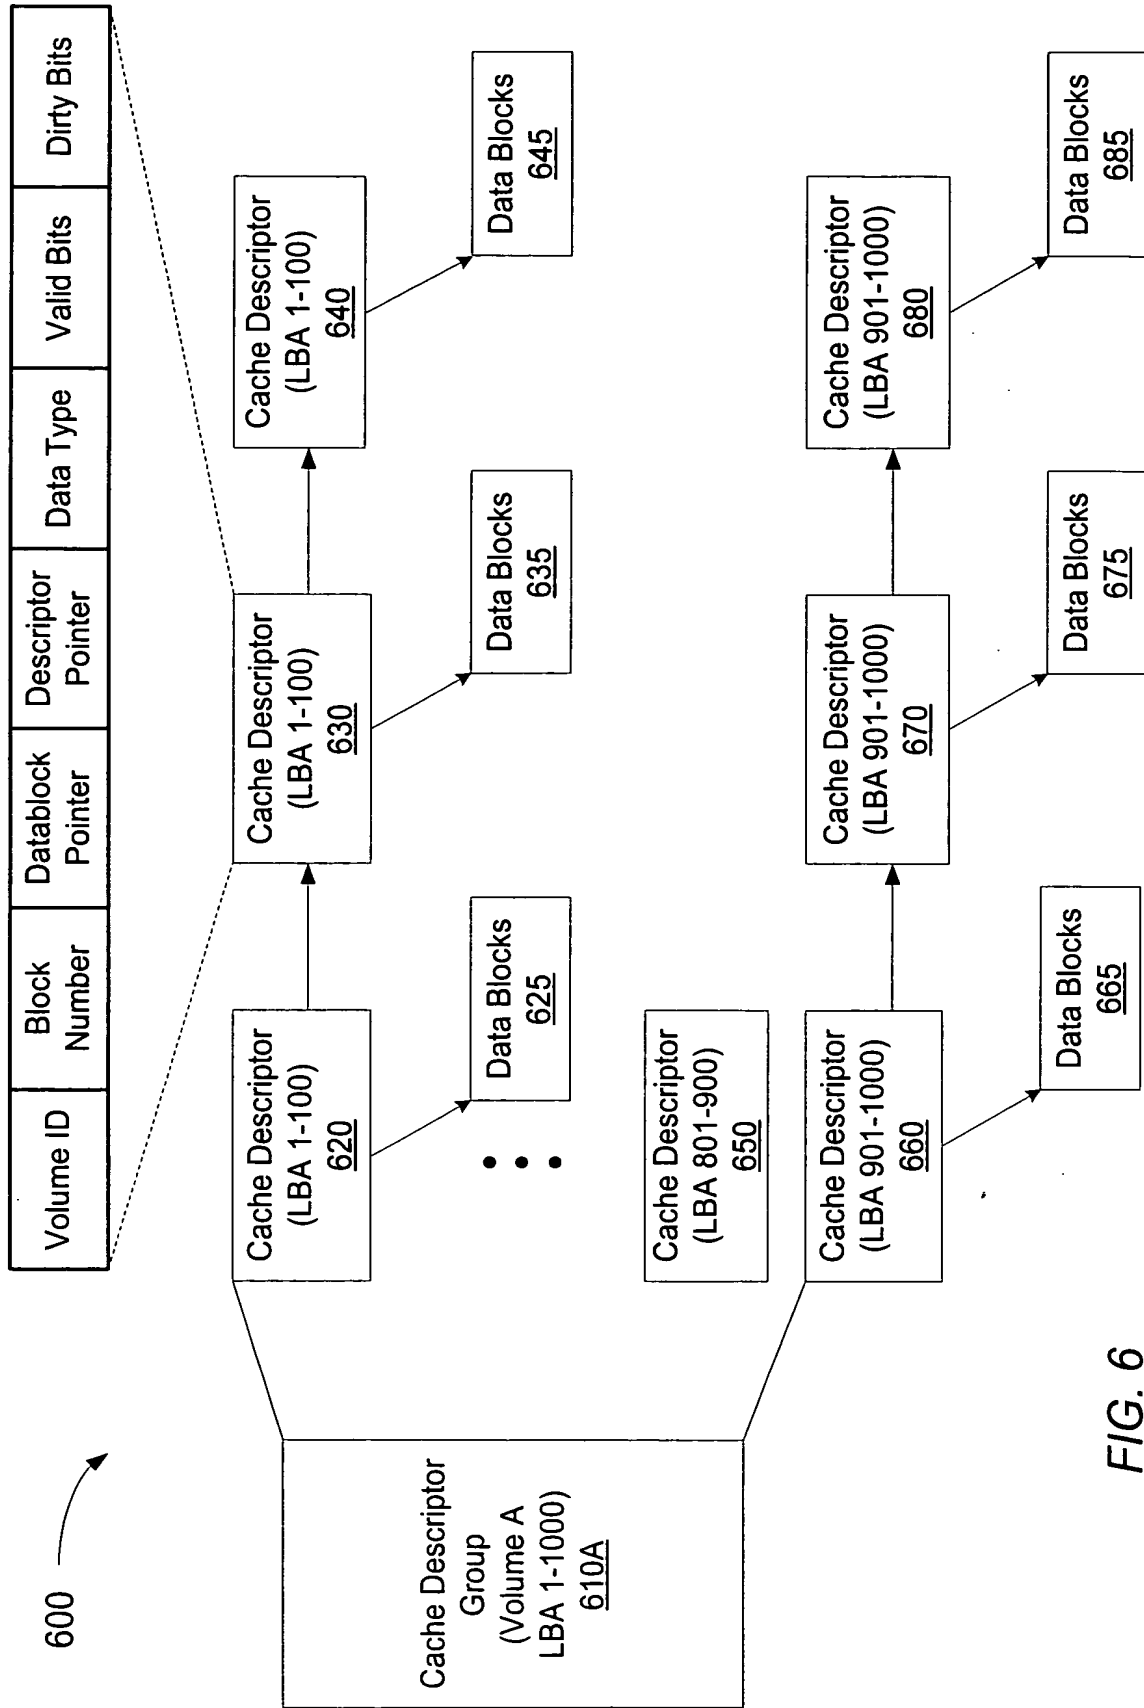 600
Volume ID
Block
Number
Datablock
Pointer
Descriptor
Pointer
Data Type
Valid Bits
Dirty Bits
Cache Descriptor
Group
(Volume A
LBA 1-1000)
610A
Cache Descriptor
(LBA 1-100)
620
Cache Descriptor
(LBA 1-100)
630
Cache Descriptor
(LBA 1-100)
640
Data Blocks
625
Data Blocks
635
Data Blocks
645
Cache Descriptor
(LBA 801-900)
650
Cache Descriptor
(LBA 901-1000)
660
Cache Descriptor
(LBA 901-1000)
670
Cache Descriptor
(LBA 901-1000)
680
Data Blocks
665
Data Blocks
675
Data Blocks
685
FIG. 6